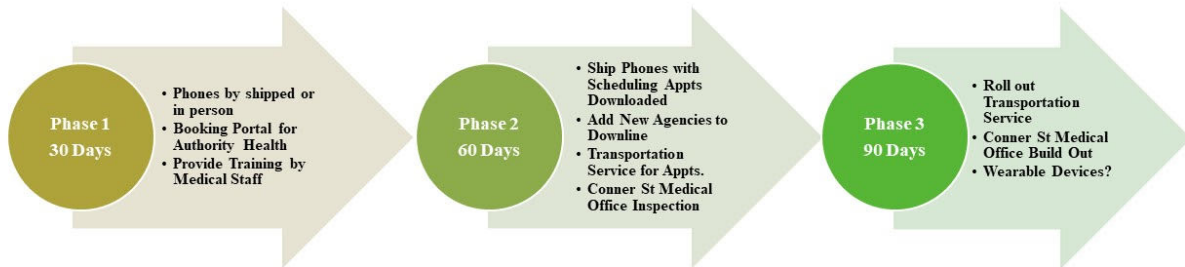 Phase 1
30 Days
• Phones by shipped or
in person
• Booking Portal for
Authority Health
• Provide Training by
Medical Staff
Phase 2
60 Days
• Ship Phones with
Scheduling Appts
Downloaded
• Add New Agencies to
Downline
• Transportation
Service for Appts.
• Conner St Medical
Office Inspection
Phase 3
90 Days
• Roll out
Transportation
Service
• Conner St Medical
Office Build Out
• Wearable Devices?